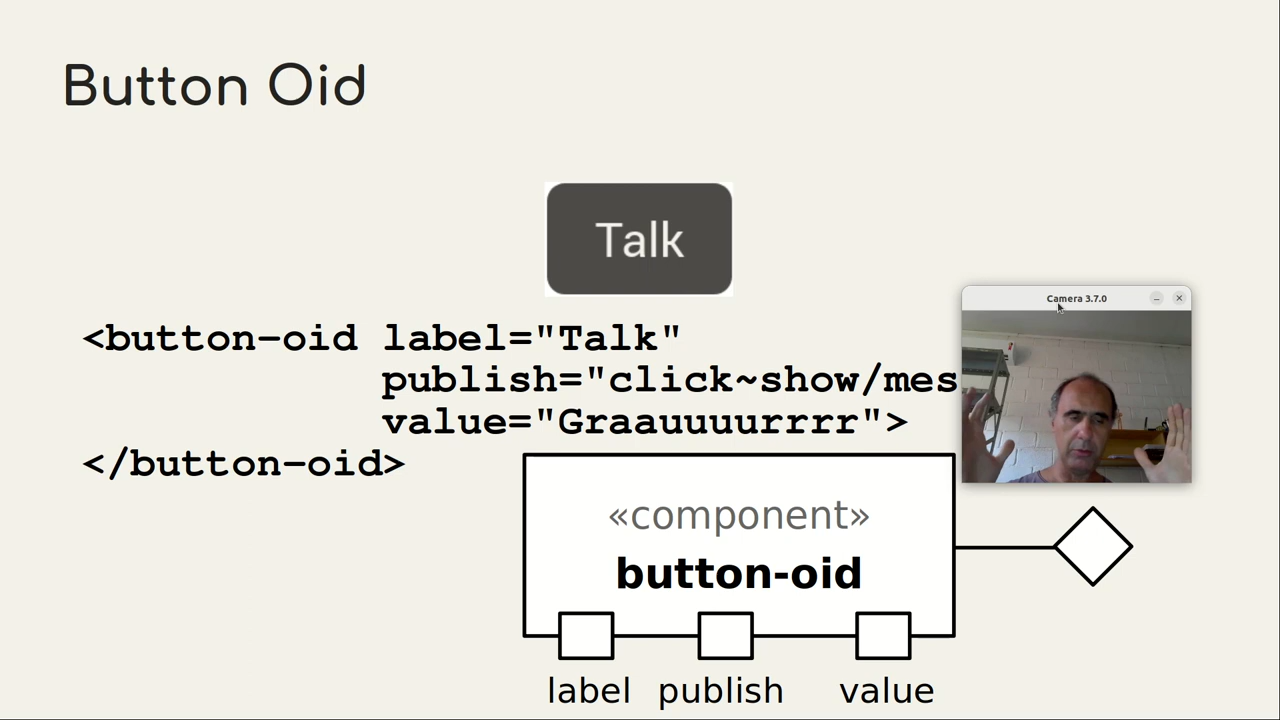 Button Oid
Talk
Camera 3.7.0
<button-oid label="Talk"
publish="click~show/mes
value="Graauuuurrrr">
</button-oid>
«component»
button-oid
label publish value